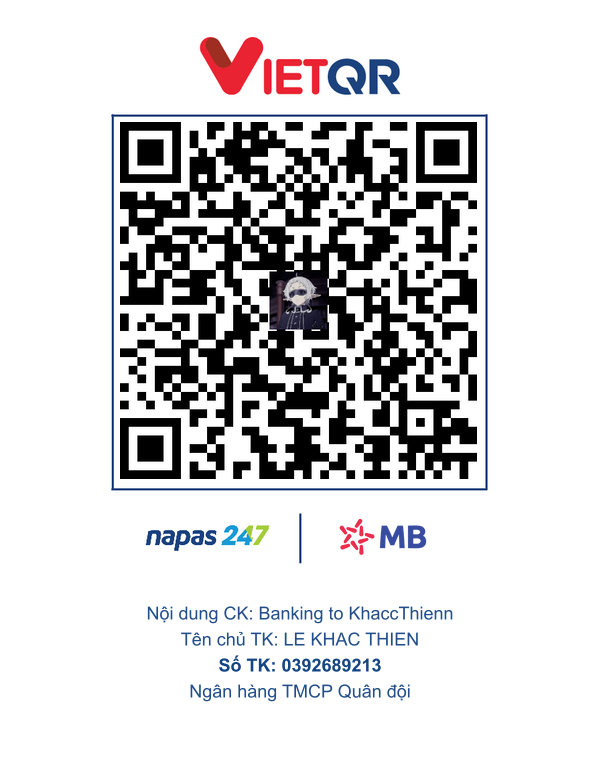 VIETQR
napas 247
MB
Nội dung CK: Banking to KhaccThienn
Tên chủ TK: LE KHAC THIEN
Số TK: 0392689213
Ngân hàng TMCP Quân đội